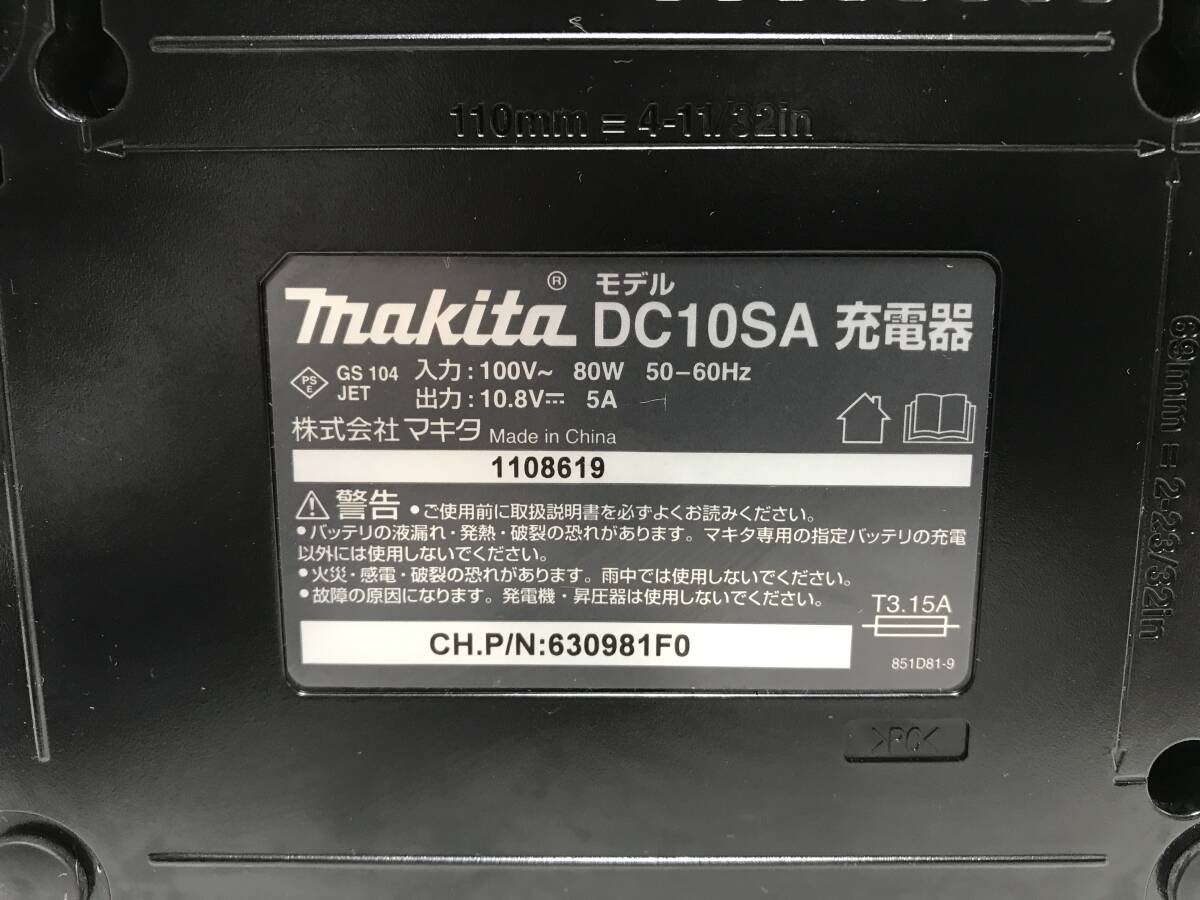 110mm ≡ 4-11/32in
makita® モデル
DC10SA 充電器
PS E GS 104 JET
入力 : 100V~ 80W 50-60Hz
出力 : 10.8V⎓ 5A
株式会社マキタ Made in China
1108619
⚠警告 •ご使用前に取扱説明書を必ずよくお読みください。
•バッテリの液漏れ・発熱・破裂の恐れがあります。マキタ専用の指定バッテリの充電
以外には使用しないでください。
•火災・感電・破裂の恐れがあります。雨中では使用しないでください。
•故障の原因になります。発電機・昇圧器は使用しないでください。
T3.15A
CH.P/N:630981F0
851D81-9
>PC<
69mm ≡ 2-23/32in